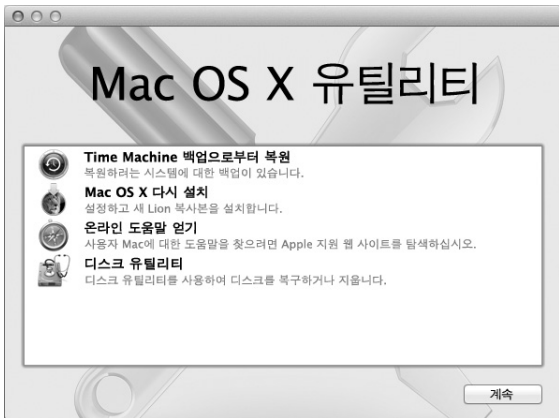 Mac OS X 유틸리티
Time Machine 백업으로부터 복원
복원하려는 시스템에 대한 백업이 있습니다.
Mac OS X 다시 설치
설정하고 새 Lion 복사본을 설치합니다.
온라인 도움말 얻기
사용자 Mac에 대한 도움말을 찾으려면 Apple 지원 웹 사이트를 탐색하십시오.
디스크 유틸리티
디스크 유틸리티를 사용하여 디스크를 복구하거나 지웁니다.
계속